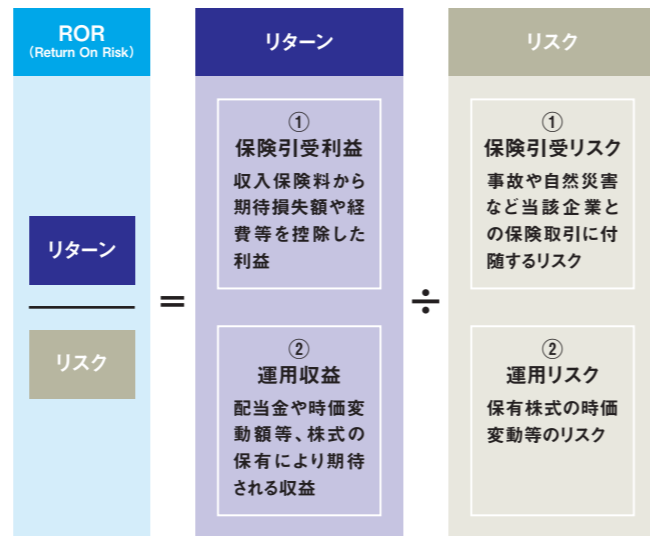 ROR
(Return On Risk)
リターン
リスク
=
リターン
①
保険引受利益
収入保険料から
期待損失額や経
費等を控除した
利益
②
運用収益
配当金や時価変
動額等、株式の
保有により期待
される収益
÷
リスク
①
保険引受リスク
事故や自然災害
など当該企業と
の保険取引に付
随するリスク
②
運用リスク
保有株式の時価
変動等のリスク